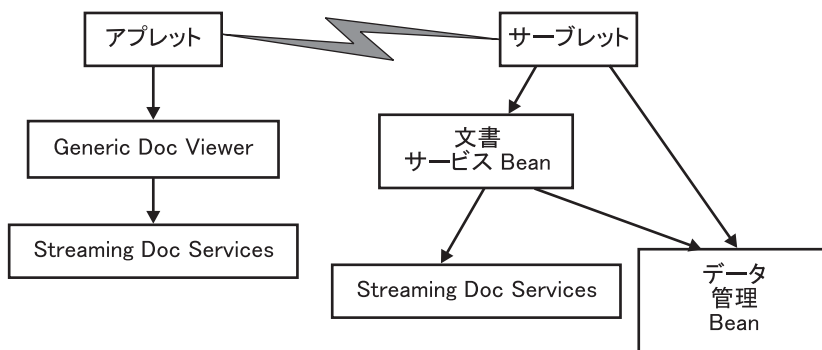 アプレット
サーブレット
Generic Doc Viewer
文書
サービス Bean
Streaming Doc Services
Streaming Doc Services
データ
管理
Bean